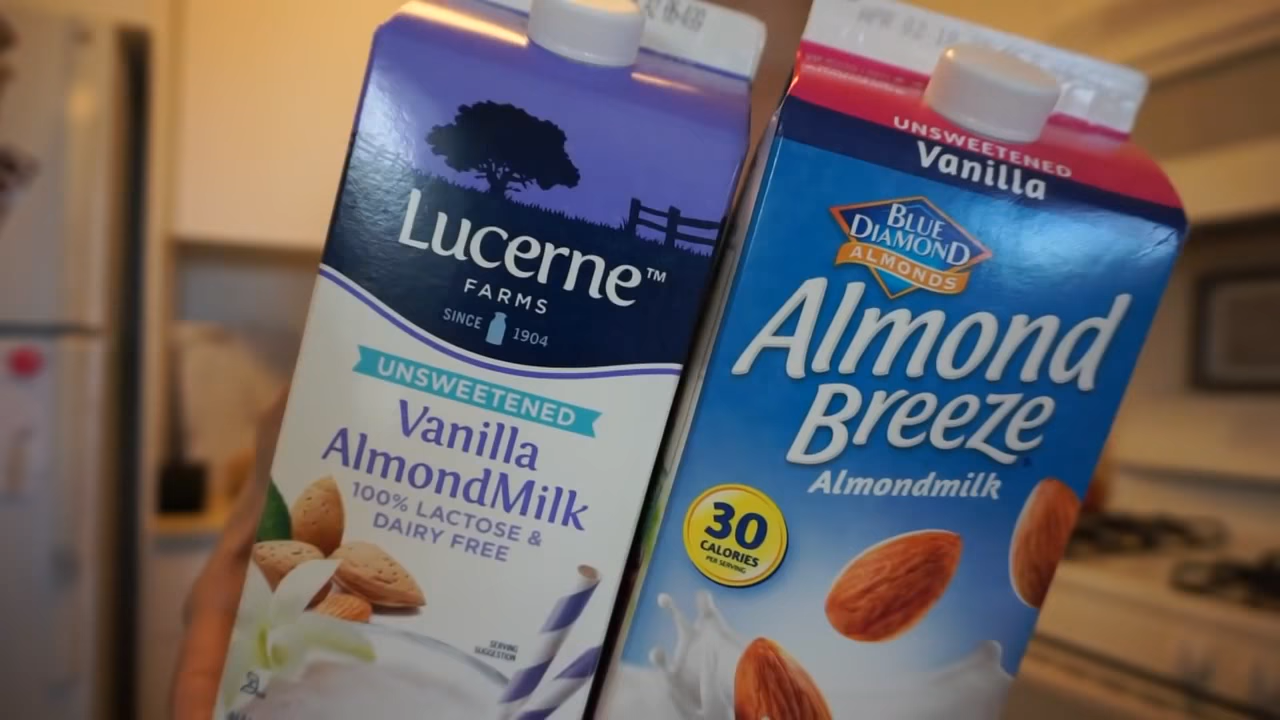 Lucerne™
FARMS
SINCE 1904
UNSWEETENED
Vanilla
AlmondMilk
100% LACTOSE &
DAIRY FREE
SERVING
SUGGESTION
UNSWEETENED
Vanilla
BLUE
DIAMOND
ALMONDS
Almond
Breeze
Almondmilk
30
CALORIES
PER SERVING